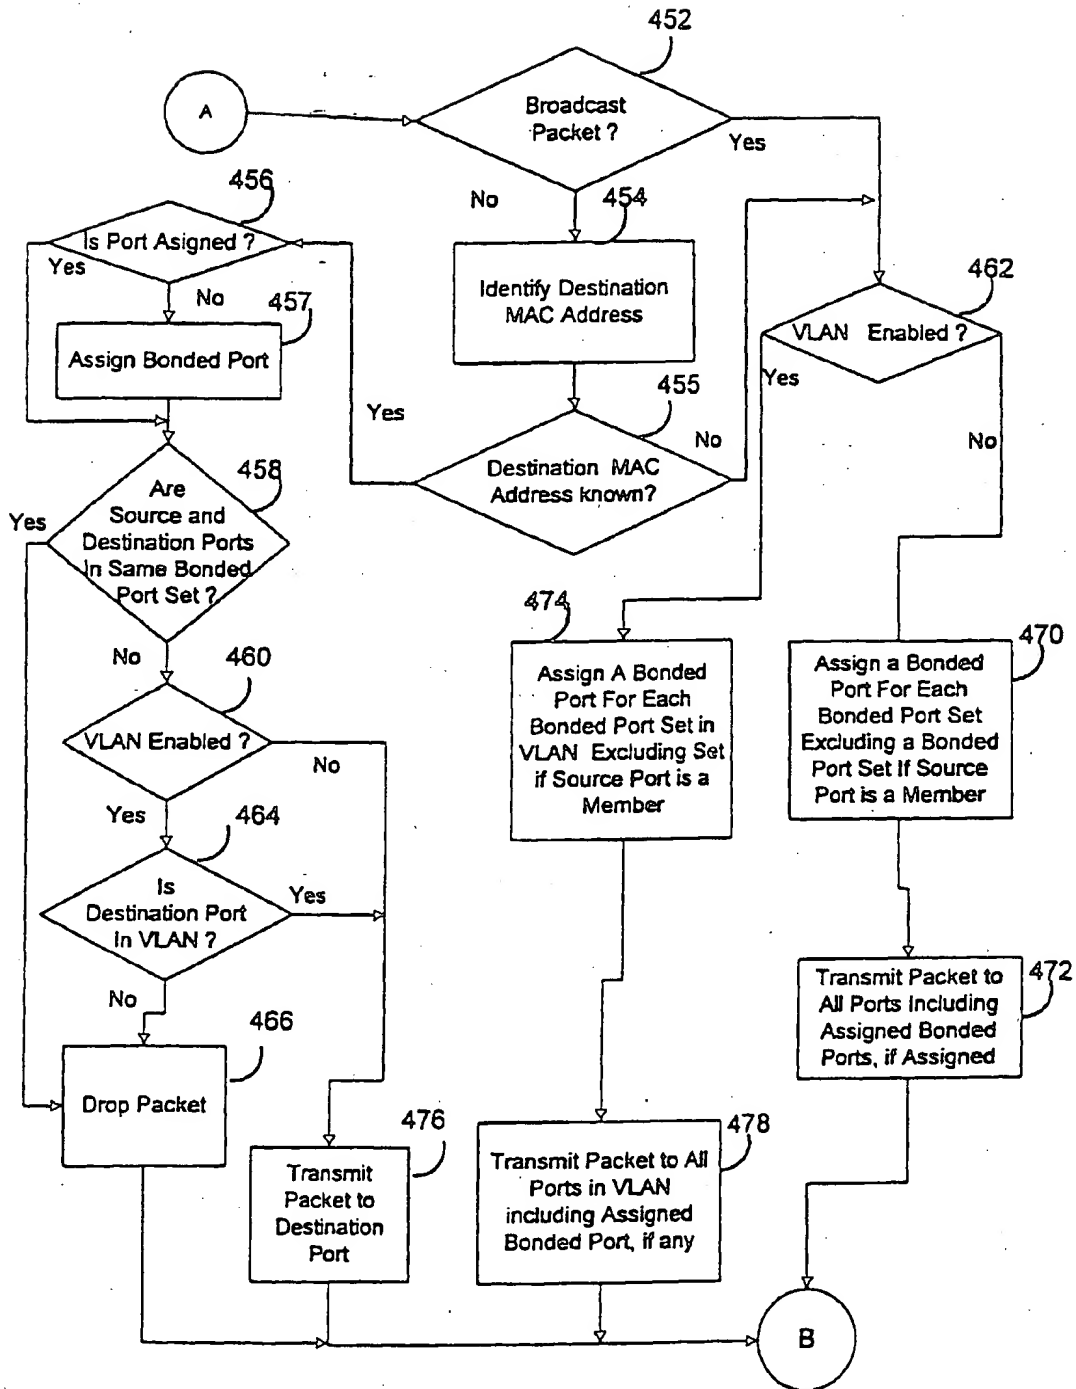 452
A
Broadcast
Packet ?
Yes
No
456
Is Port Asigned ?
Yes
No
454
Identify Destination
MAC Address
462
VLAN Enabled ?
Yes
No
457
Assign Bonded Port
455
Destination MAC
Address known?
Yes
No
458
Are
Source and
Destination Ports
In Same Bonded
Port Set ?
Yes
No
460
VLAN Enabled ?
No
Yes
464
Is
Destination Port
In VLAN ?
Yes
No
466
Drop Packet
474
Assign A Bonded
Port For Each
Bonded Port Set in
VLAN Excluding Set
if Source Port is a
Member
470
Assign a Bonded
Port For Each
Bonded Port Set
Excluding a Bonded
Port Set If Source
Port is a Member
472
Transmit Packet to
All Ports Including
Assigned Bonded
Ports, if Assigned
476
Transmit
Packet to
Destination
Port
478
Transmit Packet to All
Ports in VLAN
including Assigned
Bonded Port, if any
B